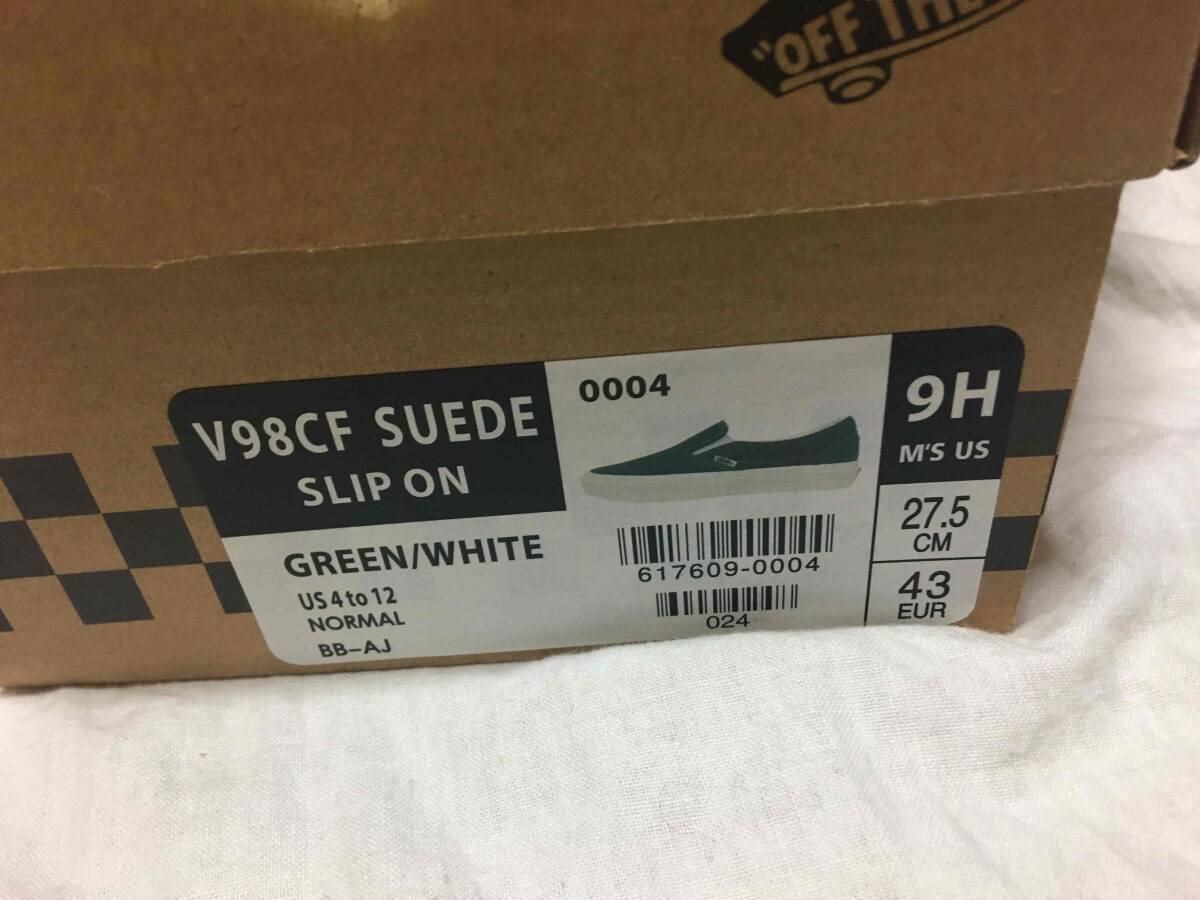 "OFF THE
V98CF SUEDE
SLIP ON
0004
9H
M'S US
GREEN/WHITE
US 4 to 12
NORMAL
BB-AJ
617609-0004
024
27.5
CM
43
EUR